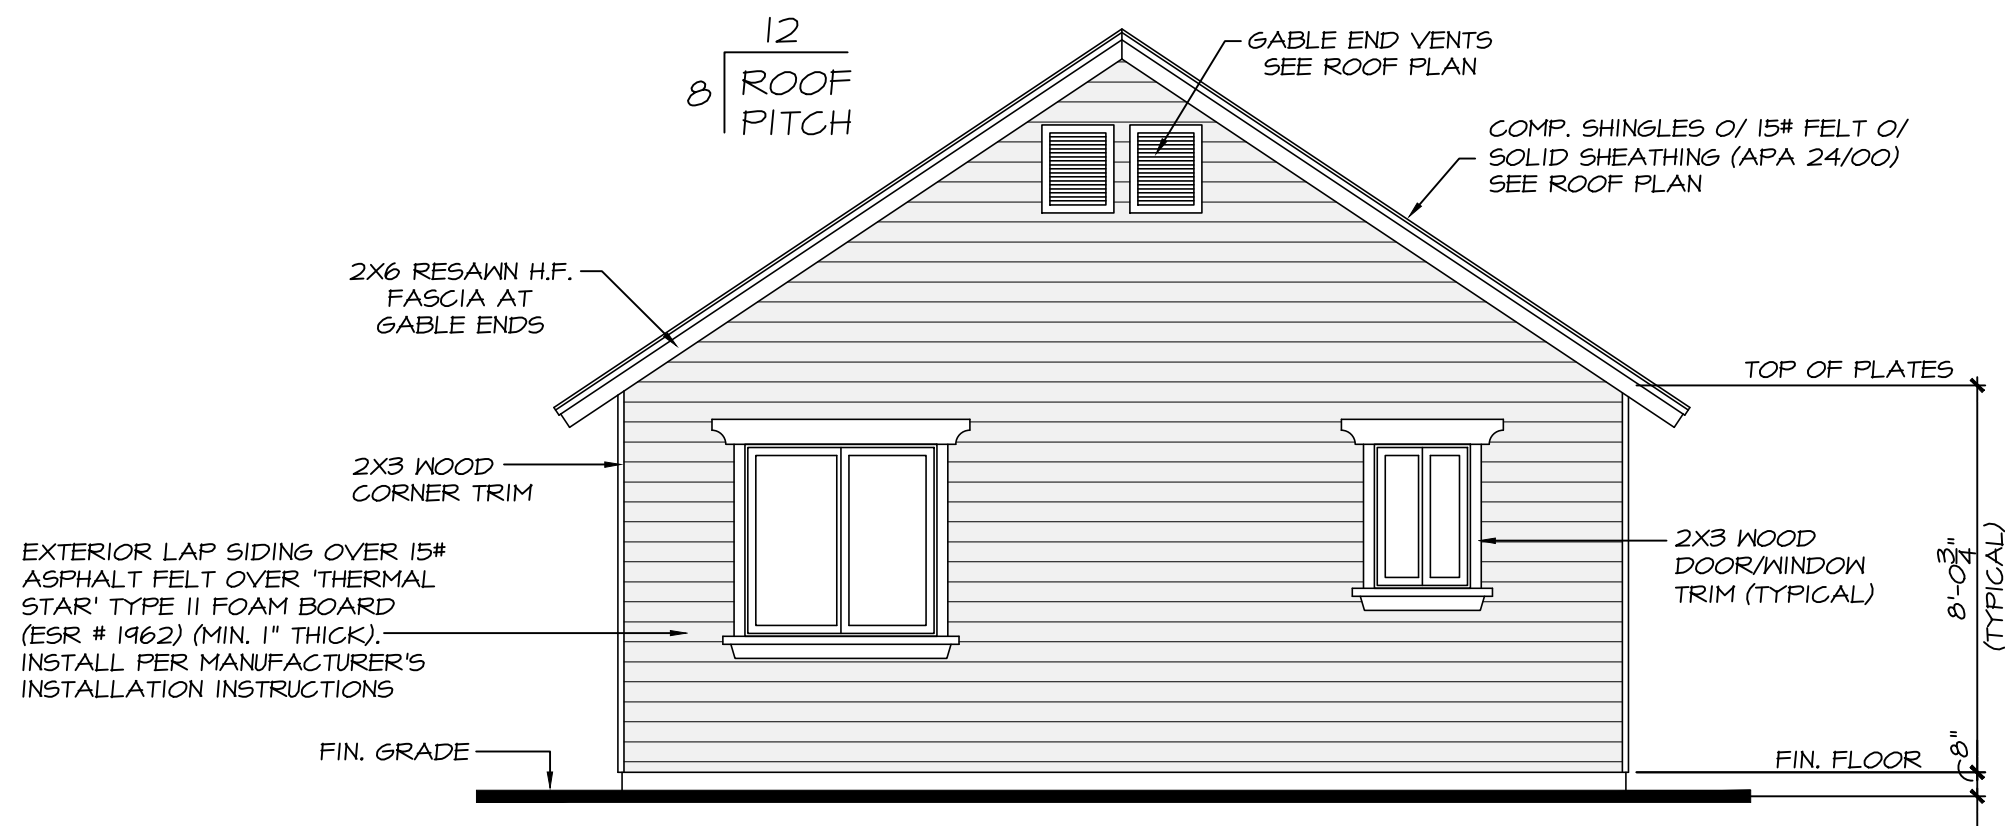 12
8
ROOF
PITCH
GABLE END VENTS
SEE ROOF PLAN
COMP. SHINGLES O/ 15# FELT O/
SOLID SHEATHING (APA 24/00)
SEE ROOF PLAN
2X6 RESAWN H.F.
FASCIA AT
GABLE ENDS
TOP OF PLATES
2X3 WOOD
CORNER TRIM
EXTERIOR LAP SIDING OVER 15#
ASPHALT FELT OVER 'THERMAL
STAR' TYPE II FOAM BOARD
(ESR # 1962) (MIN. 1" THICK).
INSTALL PER MANUFACTURER'S
INSTALLATION INSTRUCTIONS
2X3 WOOD
DOOR/WINDOW
TRIM (TYPICAL)
8'-0 3/4"
(TYPICAL)
FIN. GRADE
FIN. FLOOR
8"